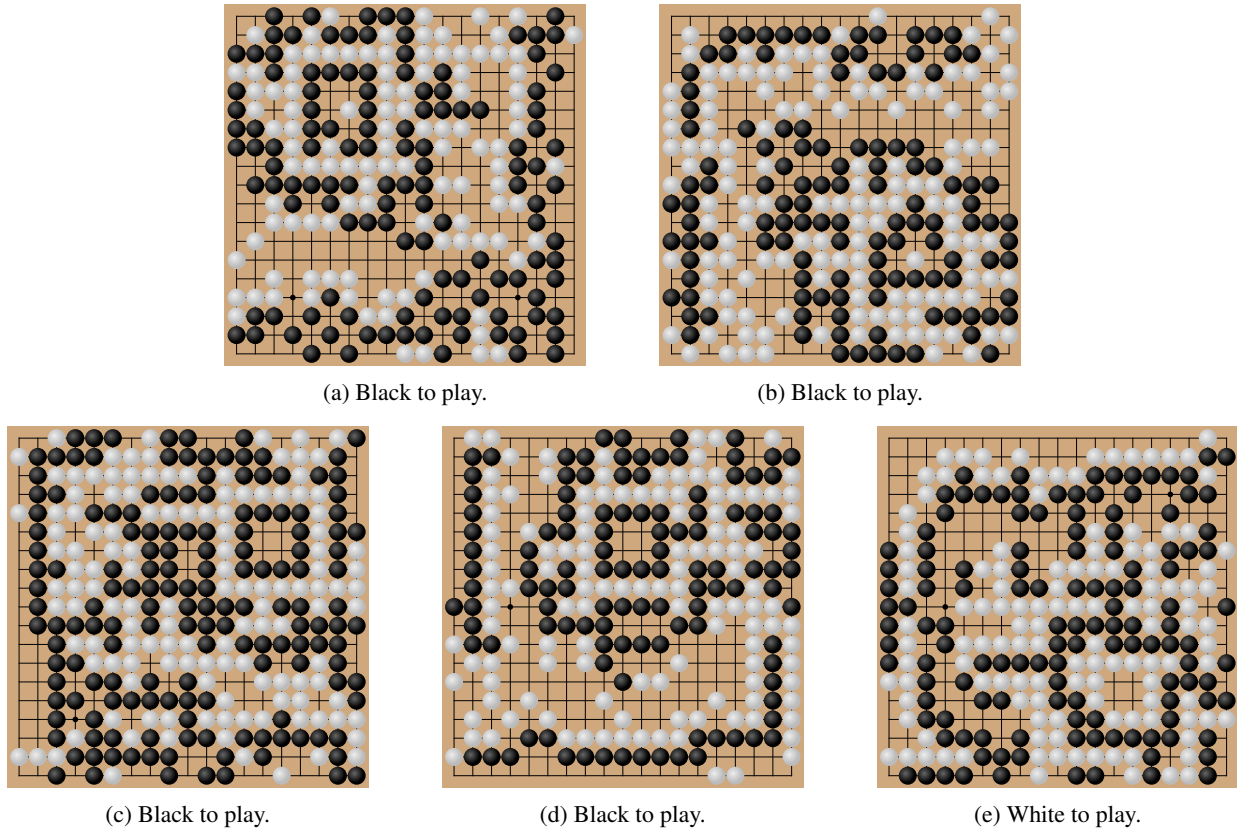 (a) Black to play.
(b) Black to play.
(c) Black to play.
(d) Black to play.
(e) White to play.